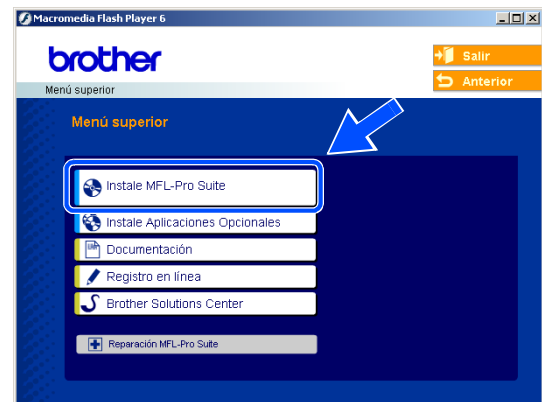 Macromedia Flash Player 6
brother
Salir
Anterior
Menú superior
Menú superior
Instale MFL-Pro Suite
Instale Aplicaciones Opcionales
Documentación
Registro en línea
Brother Solutions Center
Reparación MFL-Pro Suite